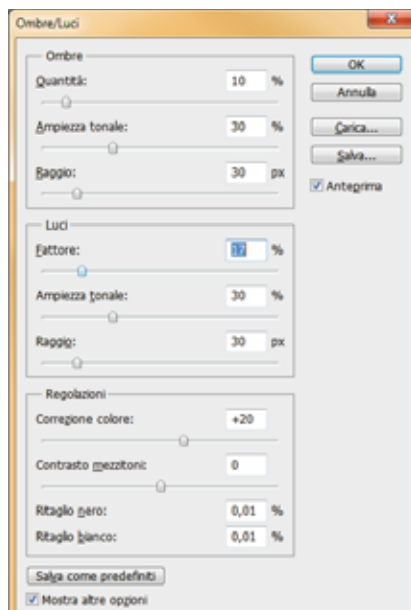 Ombre/Luci
Ombre
Quantità: 10 %
Ampiezza tonale: 30 %
Raggio: 30 px
Luci
Fattore: 17 %
Ampiezza tonale: 30 %
Raggio: 30 px
Regolazioni
Correzione colore: +20
Contrasto mezzitoni: 0
Ritaglio nero: 0,01 %
Ritaglio bianco: 0,01 %
Salva come predefiniti
Mostra altre opzioni
OK
Annulla
Carica...
Salva...
Anteprima